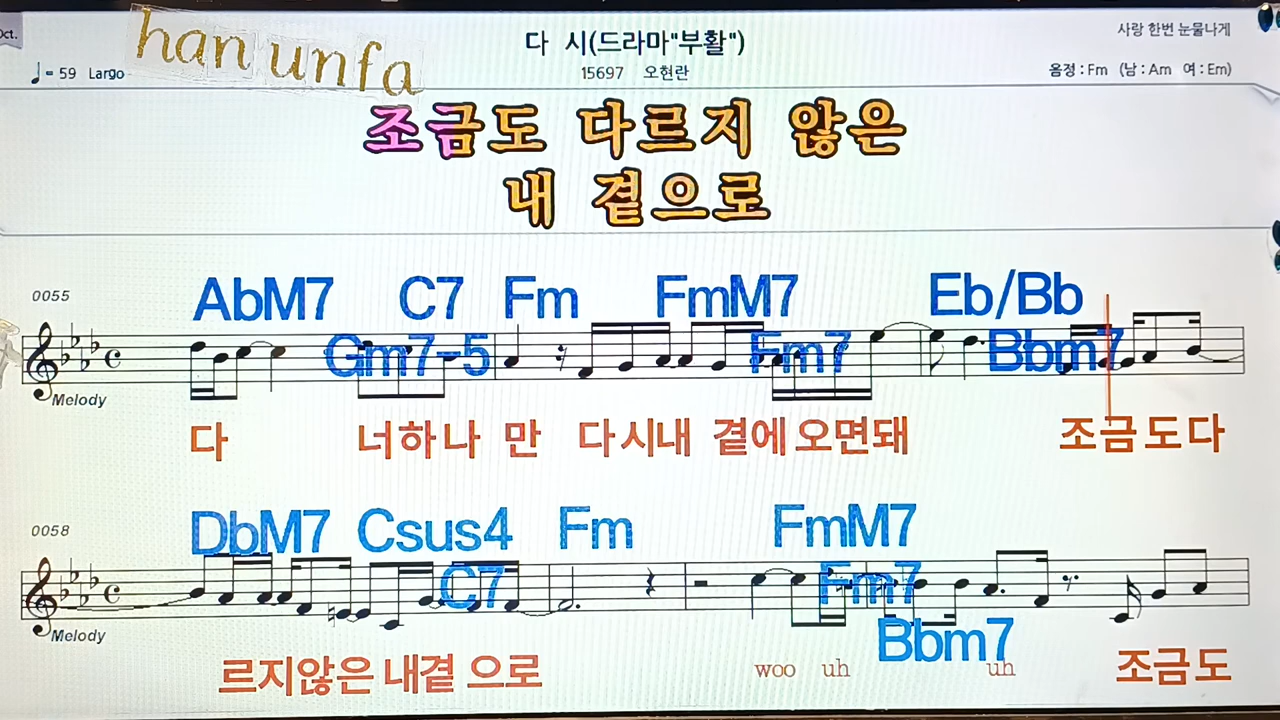 Oct.
han unfa
다 시(드라마"부활")
사랑 한번 눈물나게
♩= 59 Largo
15697 오현란
음정 : Fm (남 : Am 여 : Em)
조금도 다르지 않은
내 곁으로
0055
AbM7 C7 Fm FmM7 Eb/Bb
Gm7-5 Fm7 Bbm7
Melody
다 너하나 만 다시내 곁에오면돼 조금도다
0058
DbM7 Csus4 Fm FmM7
C7 Fm7
Melody
Bbm7
르지않은 내곁 으로 woo uh uh 조금도